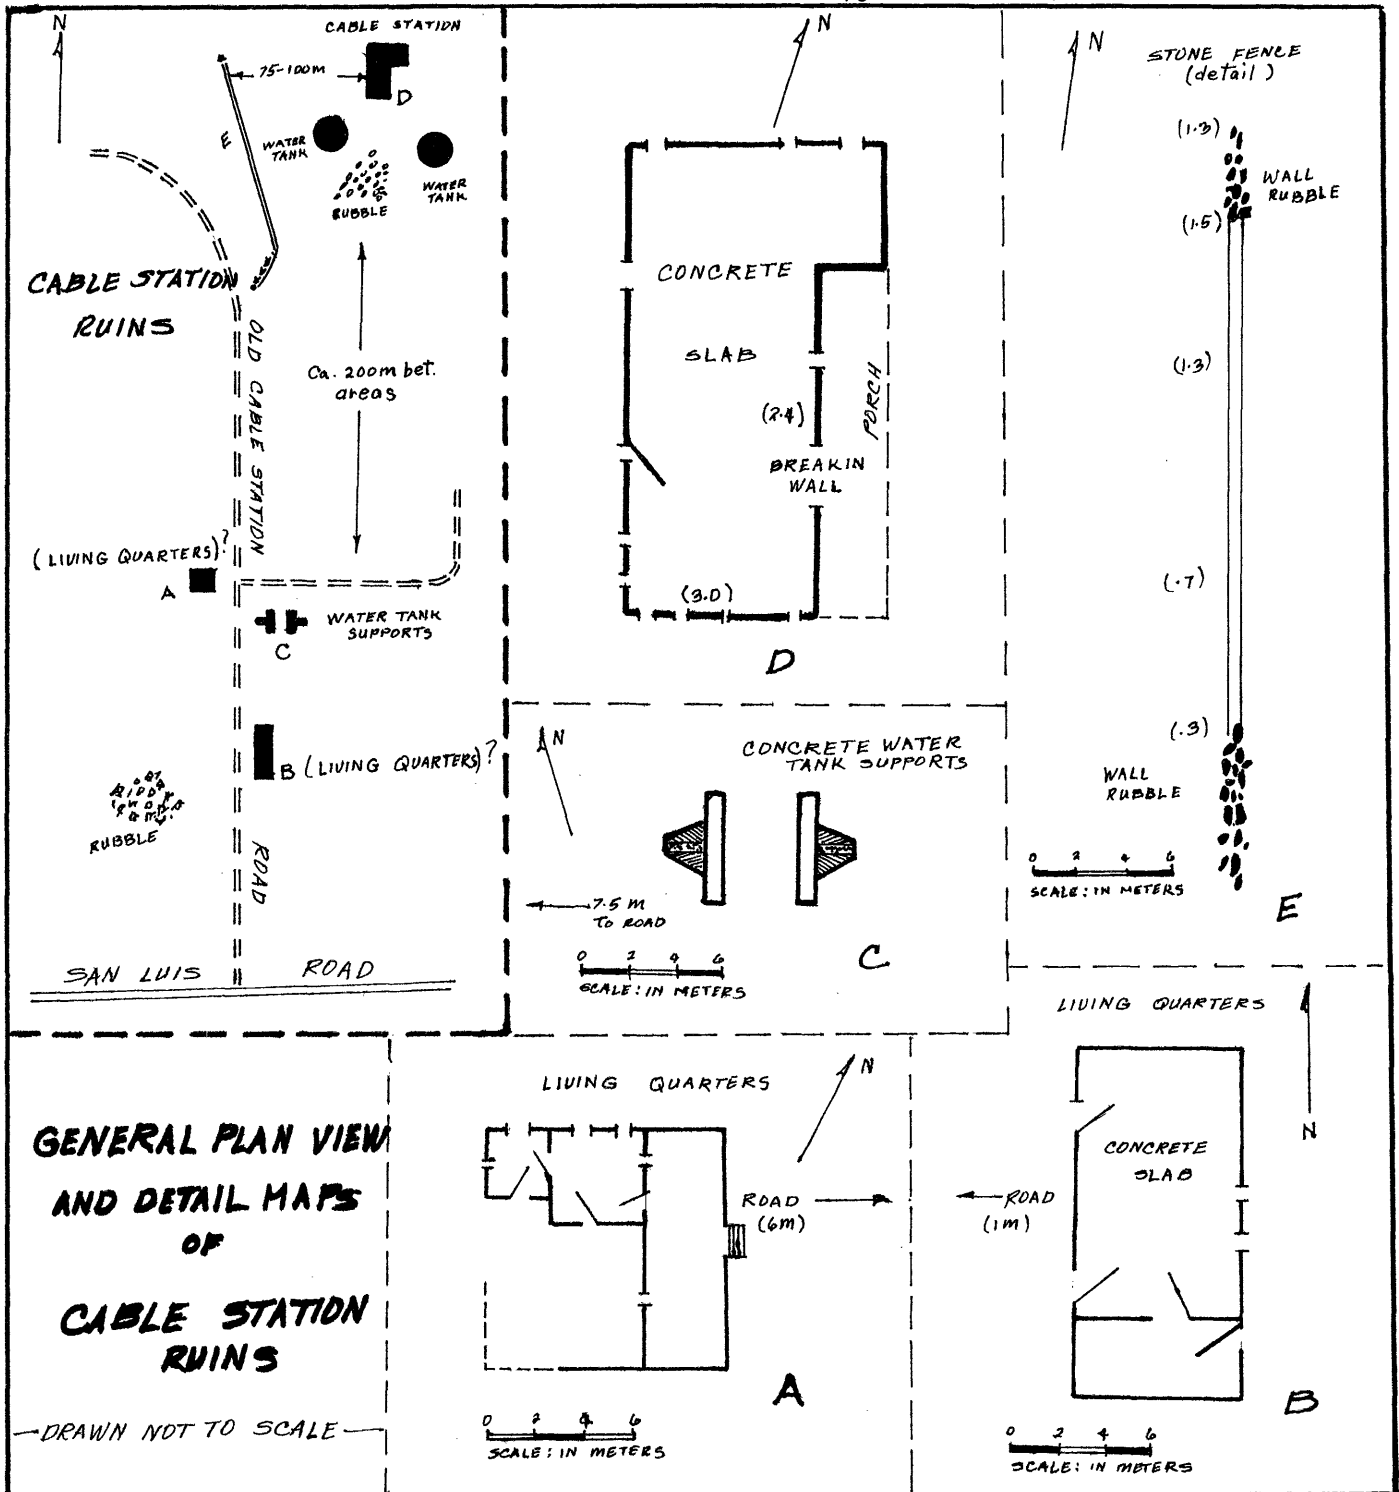 N
CABLE STATION
75-100m
D
E
WATER
TANK
WATER
TANK
RUBBLE
CABLE STATION
RUINS
OLD CABLE STATION
ROAD
Ca. 200m bet.
areas
(LIVING QUARTERS)?
A
WATER TANK
SUPPORTS
C
B (LIVING QUARTERS)?
RUBBLE
SAN LUIS ROAD
N
CONCRETE
SLAB
(2.4)
PORCH
BREAKIN
WALL
(3.0)
D
N
STONE FENCE
(detail)
(1.3)
WALL
RUBBLE
(1.5)
(1.3)
(.7)
(.3)
WALL
RUBBLE
0 2 4 6
SCALE: IN METERS
E
N
CONCRETE WATER
TANK SUPPORTS
7.5 M
TO ROAD
0 2 4 6
SCALE: IN METERS
C
GENERAL PLAN VIEW
AND DETAIL MAPS
OF
CABLE STATION
RUINS
-DRAWN NOT TO SCALE-
LIVING QUARTERS
N
ROAD
(6m)
A
0 2 4 6
SCALE: IN METERS
LIVING QUARTERS
N
CONCRETE
SLAB
ROAD
(1m)
B
0 2 4 6
SCALE: IN METERS